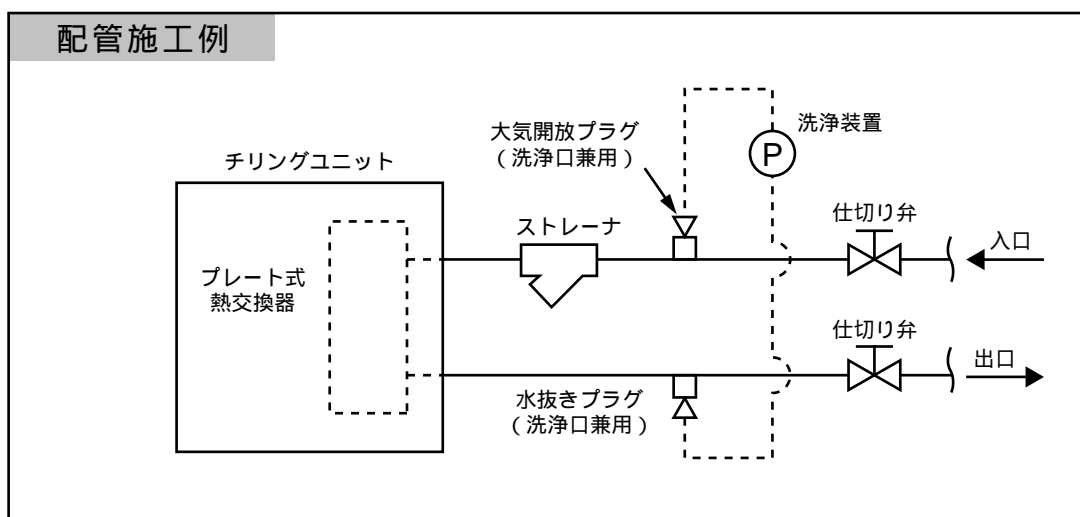 配管施工例
チリングユニット
大気開放プラグ
（洗浄口兼用）
洗浄装置
P
ストレーナ
仕切り弁
入口
プレート式
熱交換器
仕切り弁
出口
水抜きプラグ
（洗浄口兼用）